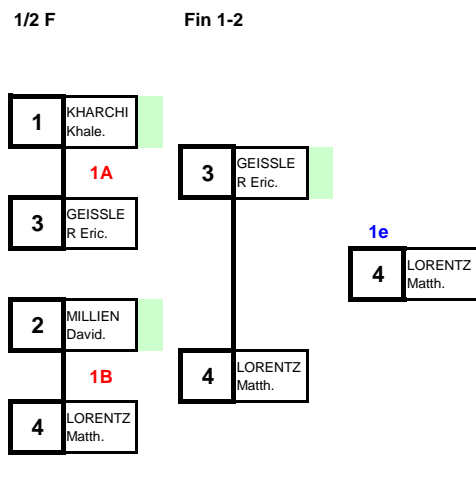 1/2 F
Fin 1-2
1
KHARCHI
Khale.
1A
3
GEISSLE
R Eric.
2
MILLIEN
David.
1B
4
LORENTZ
Matth.
3
GEISSLE
R Eric.
4
LORENTZ
Matth.
1e
4
LORENTZ
Matth.